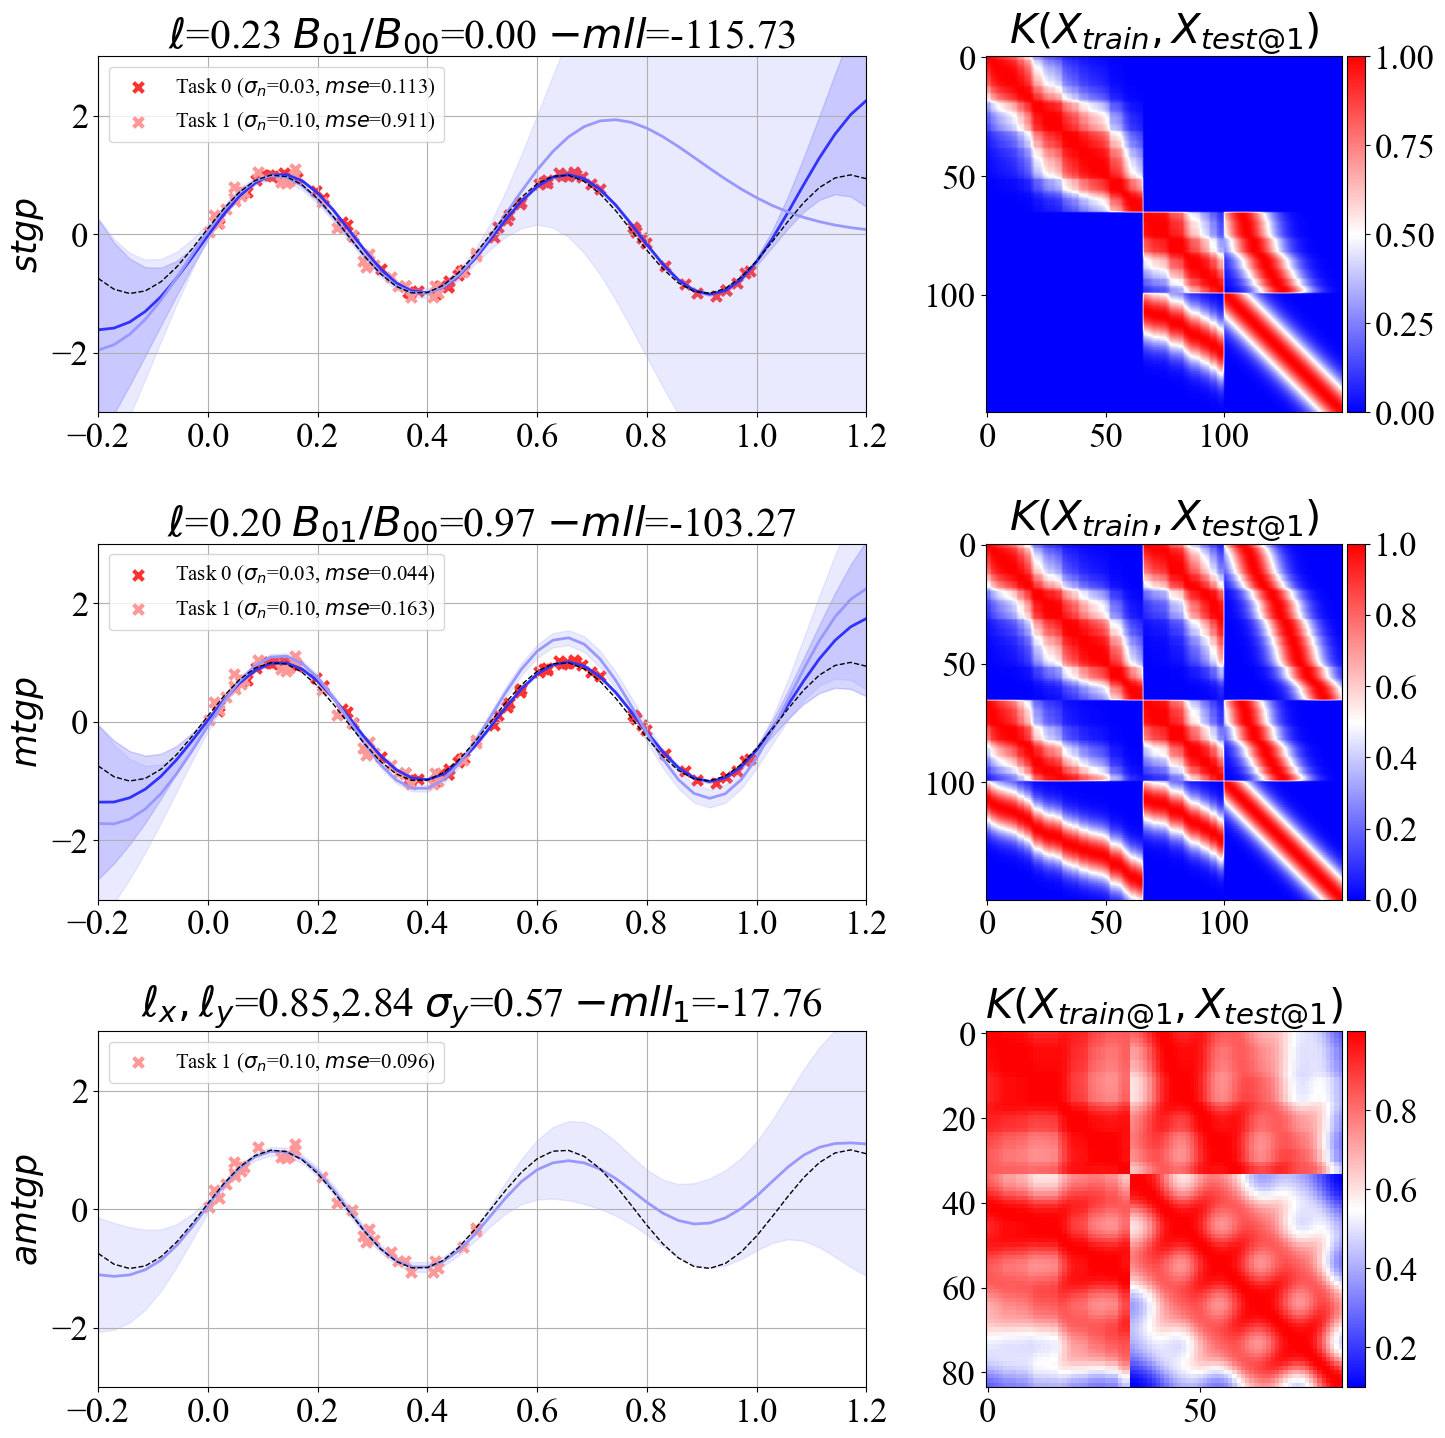 ℓ=0.23 B₀₁/B₀₀=0.00 −mll=-115.73
K(X_train, X_test@1)
stgp
Task 0 (σₙ=0.03, mse=0.113)
Task 1 (σₙ=0.10, mse=0.911)
2
0
−2
−0.2 0.0 0.2 0.4 0.6 0.8 1.0 1.2
0
50
100
0 50 100
1.00
0.75
0.50
0.25
0.00
ℓ=0.20 B₀₁/B₀₀=0.97 −mll=-103.27
K(X_train, X_test@1)
mtgp
Task 0 (σₙ=0.03, mse=0.044)
Task 1 (σₙ=0.10, mse=0.163)
2
0
−2
−0.2 0.0 0.2 0.4 0.6 0.8 1.0 1.2
0
50
100
0 50 100
1.0
0.8
0.6
0.4
0.2
0.0
ℓₓ, ℓ_y=0.85,2.84 σ_y=0.57 −mll₁=-17.76
K(X_train@1, X_test@1)
amtgp
Task 1 (σₙ=0.10, mse=0.096)
2
0
−2
−0.2 0.0 0.2 0.4 0.6 0.8 1.0 1.2
0
20
40
60
80
0 50
0.8
0.6
0.4
0.2